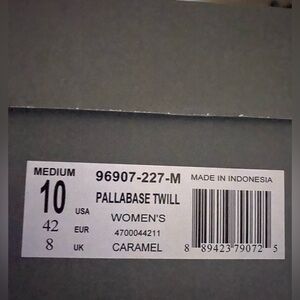 MEDIUM 96907-227-M MADE IN INDONESIA
10 USA PALLABASE TWILL
42 EUR WOMEN'S
4700044211
8 UK CARAMEL
8 89423 79072 5